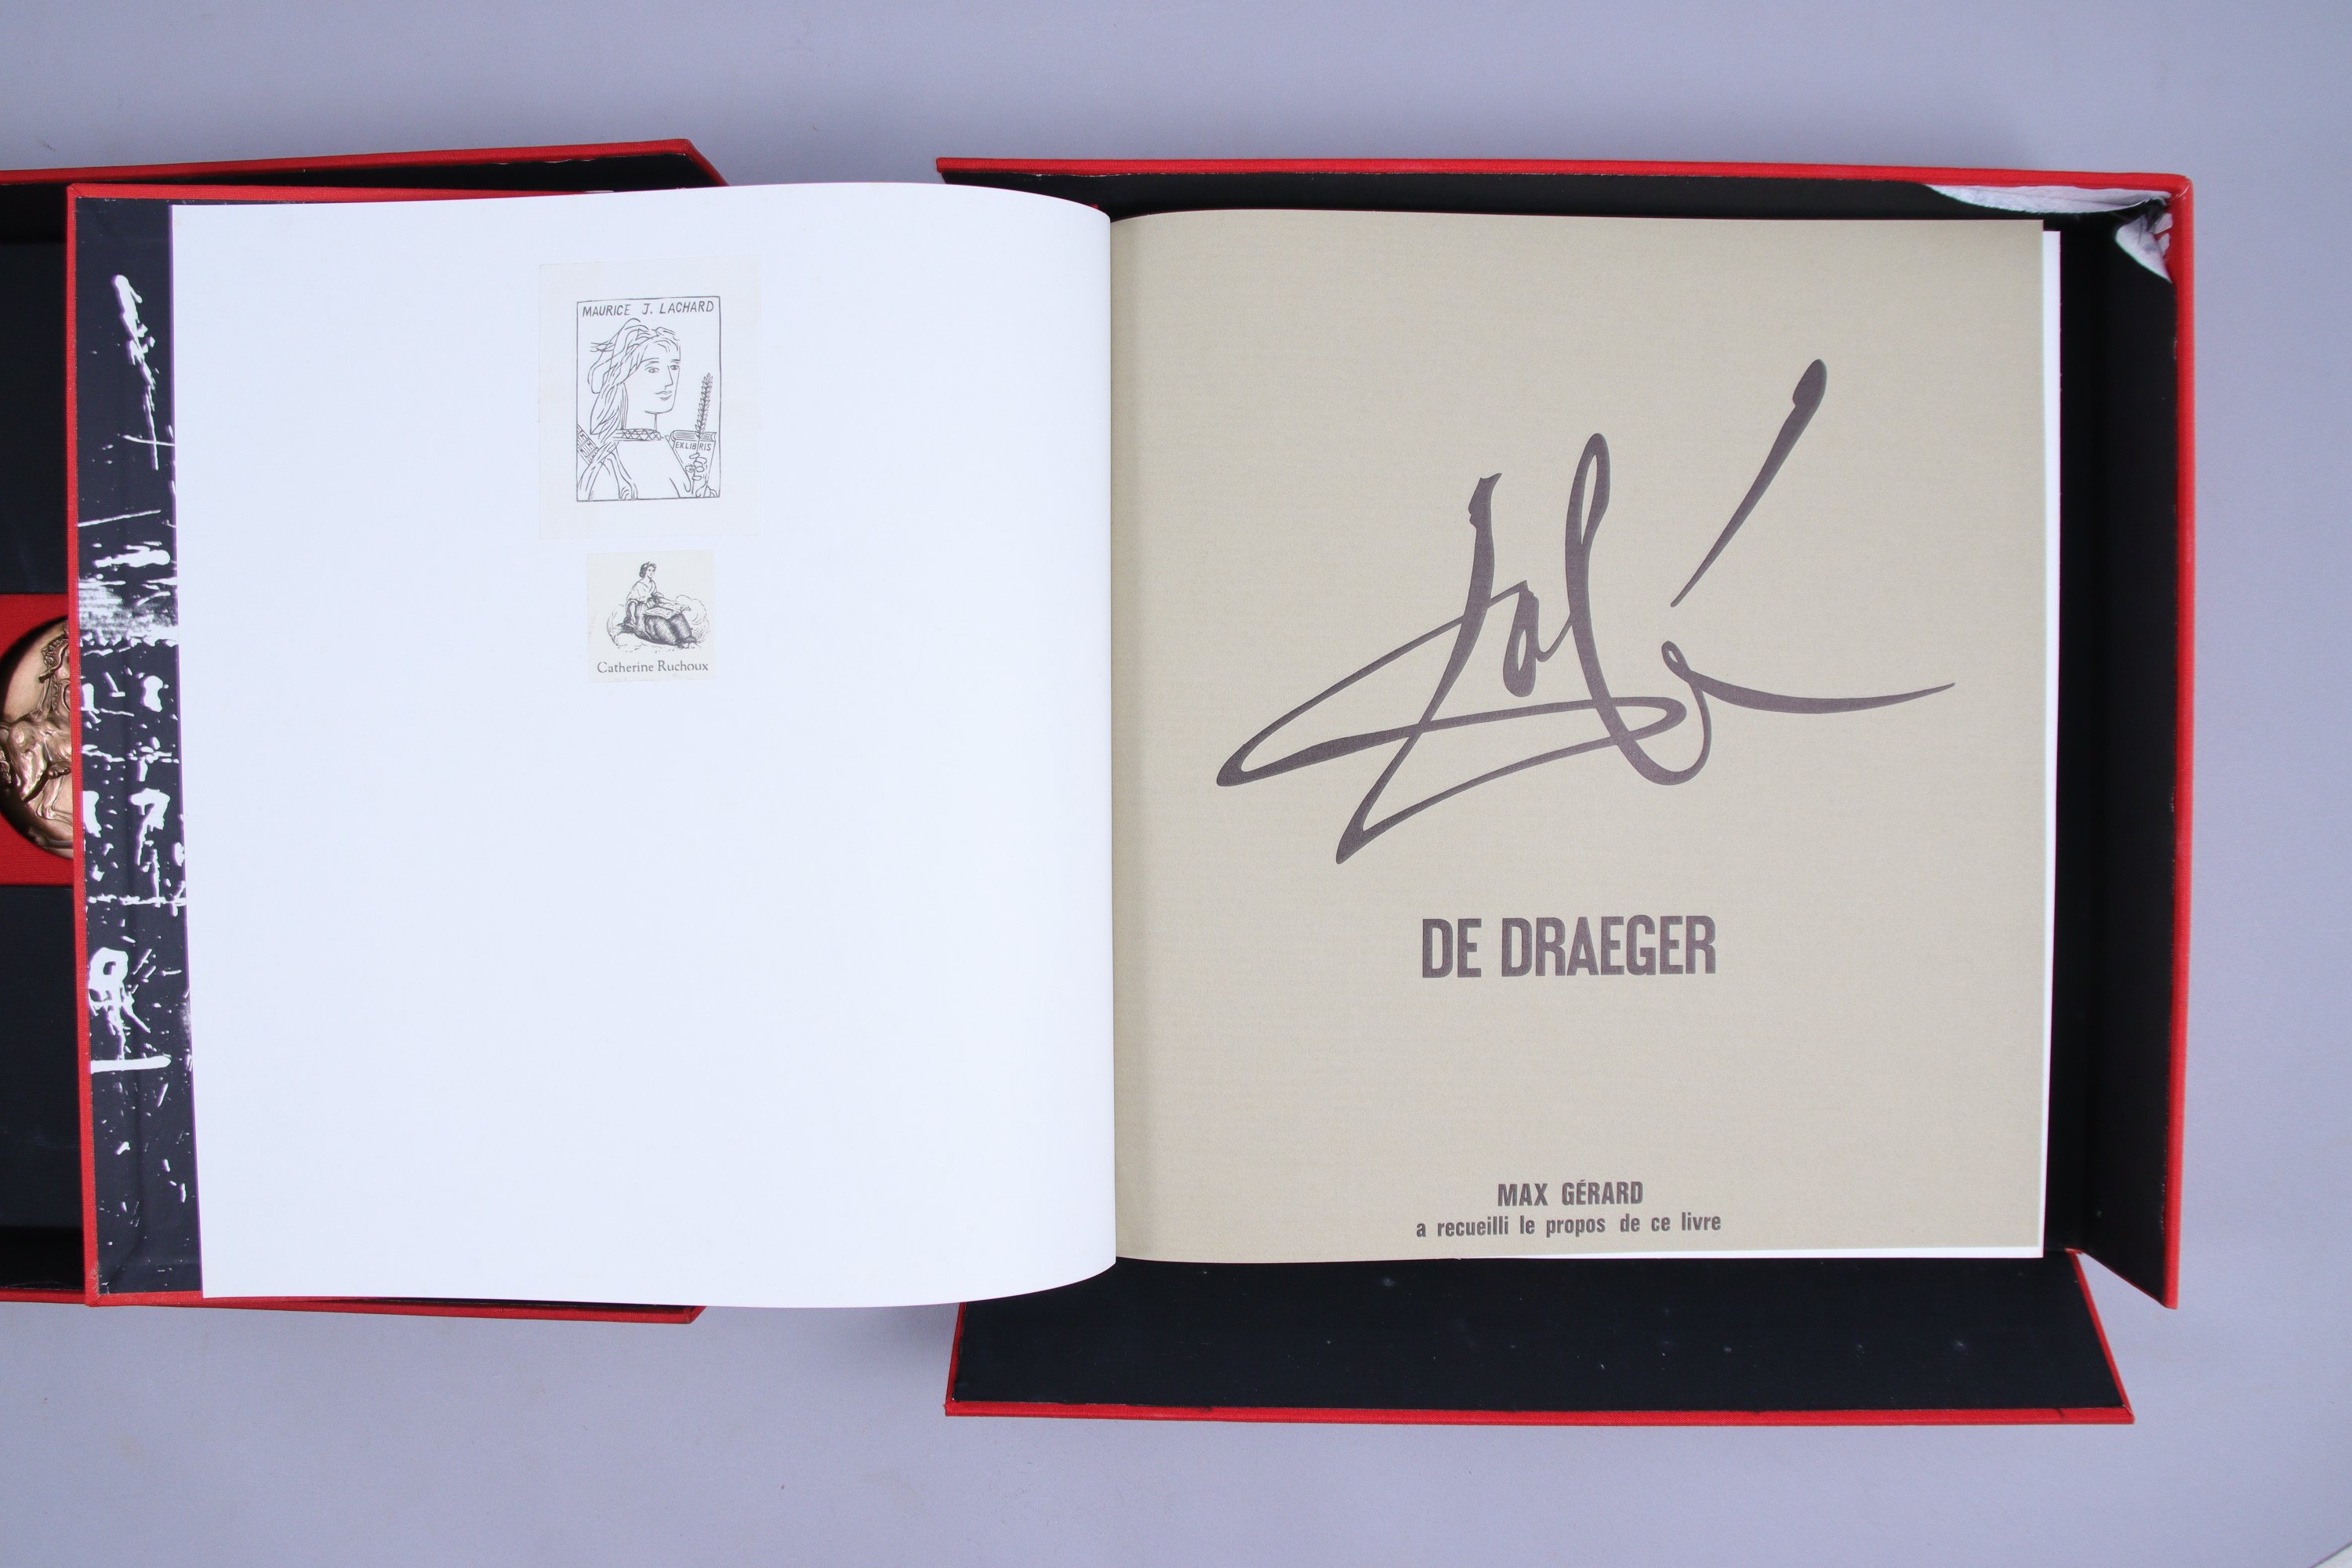 MAURICE J. LACHARD
EX LIBRIS
Catherine Ruchoux
Dalí
DE DRAEGER
MAX GÉRARD
a recueilli le propos de ce livre